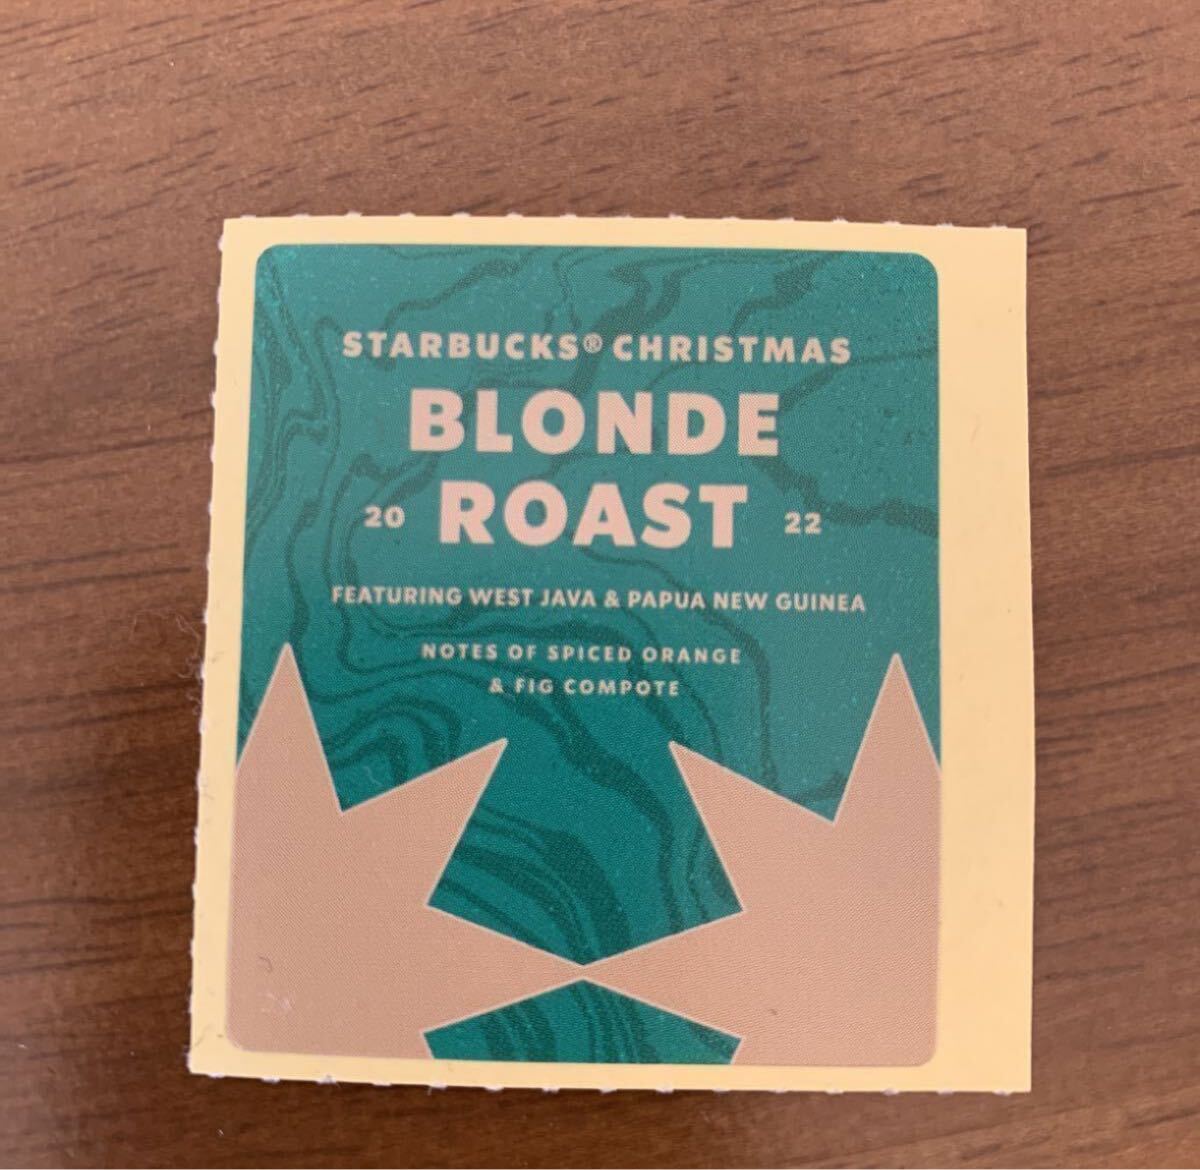 STARBUCKS® CHRISTMAS
BLONDE
20 ROAST 22
FEATURING WEST JAVA & PAPUA NEW GUINEA
NOTES OF SPICED ORANGE
& FIG COMPOTE